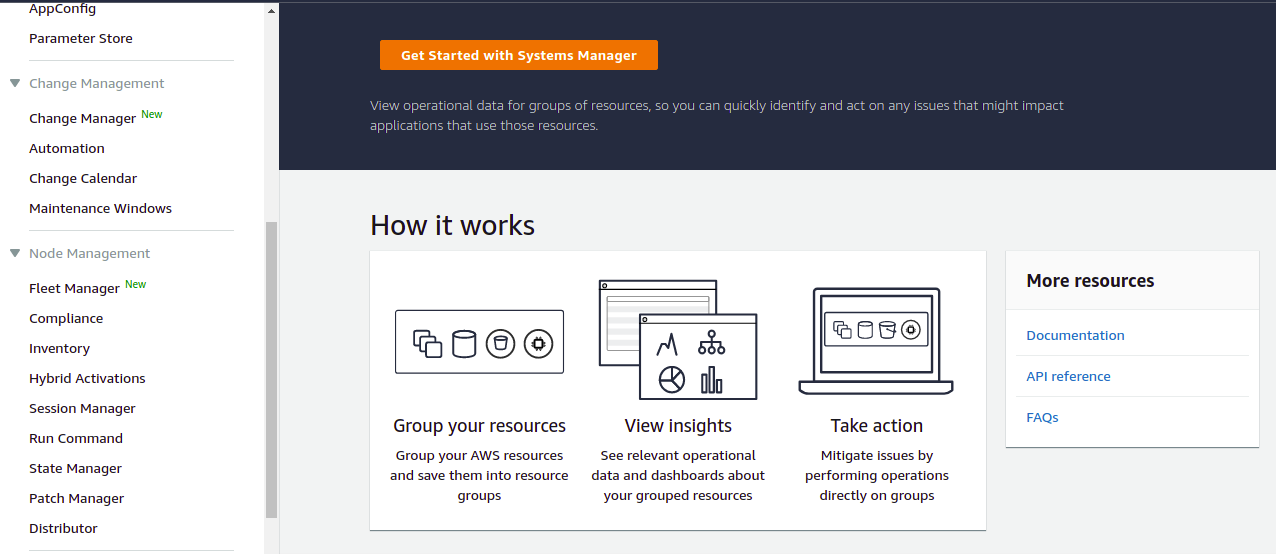 AppConfig
Parameter Store
Change Management
Change Manager New
Automation
Change Calendar
Maintenance Windows
Node Management
Fleet Manager New
Compliance
Inventory
Hybrid Activations
Session Manager
Run Command
State Manager
Patch Manager
Distributor
Get Started with Systems Manager
View operational data for groups of resources, so you can quickly identify and act on any issues that might impact
applications that use those resources.
How it works
Group your resources
Group your AWS resources
and save them into resource
groups
View insights
See relevant operational
data and dashboards about
your grouped resources
Take action
Mitigate issues by
performing operations
directly on groups
More resources
Documentation
API reference
FAQs